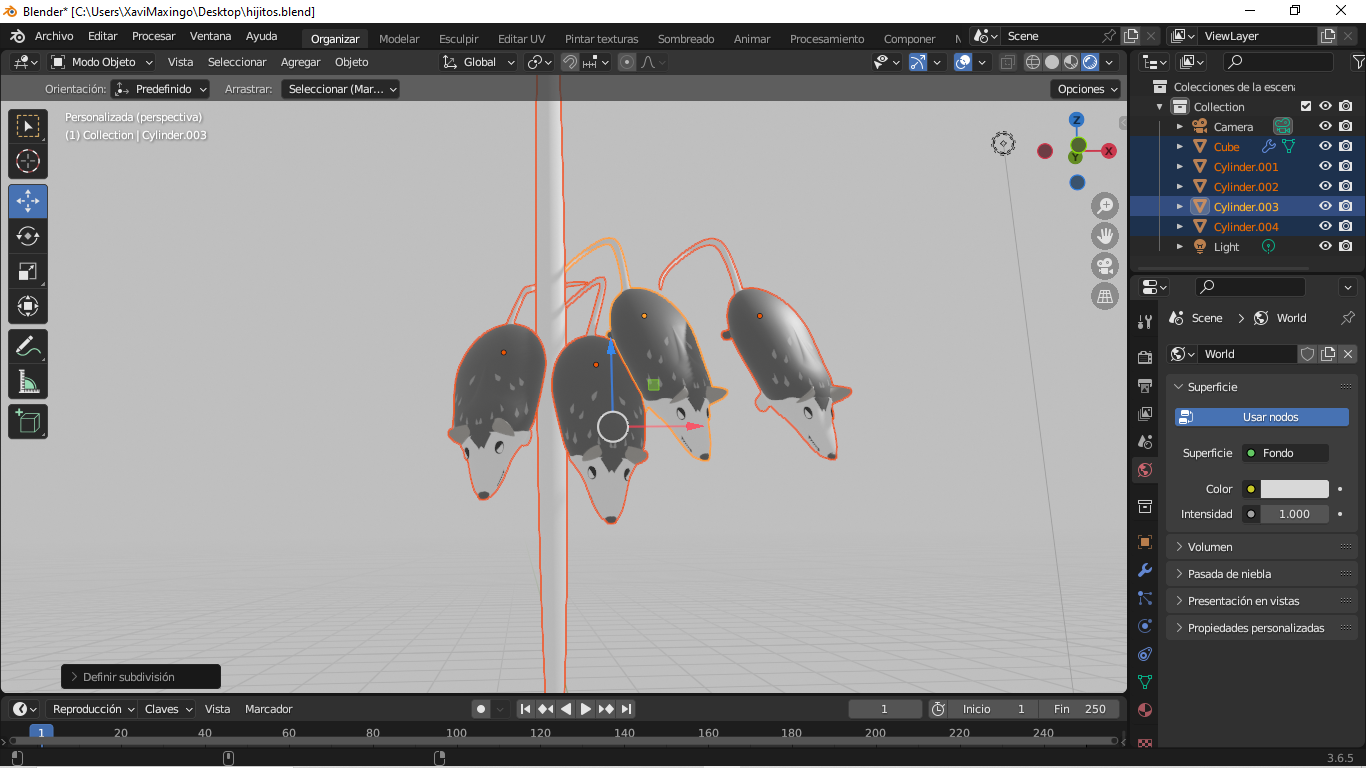 Blender* [C:\Users\XaviMaxingo\Desktop\hijitos.blend]
Archivo Editar Procesar Ventana Ayuda Organizar Modelar Esculpir Editar UV Pintar texturas Sombreado Animar Procesamiento Componer Scene ViewLayer
Modo Objeto Vista Seleccionar Agregar Objeto Global
Orientación: Predefinido Arrastrar: Seleccionar (Mar... Opciones
Personalizada (perspectiva)
(1) Collection | Cylinder.003
Z
X
Y
Colecciones de la escena
Collection
Camera
Cube
Cylinder.001
Cylinder.002
Cylinder.003
Cylinder.004
Light
Scene World
World
Superficie
Usar nodos
Superficie Fondo
Color
Intensidad 1.000
Volumen
Pasada de niebla
Presentación en vistas
Propiedades personalizadas
Definir subdivisión
Reproducción Claves Vista Marcador 1 Inicio 1 Fin 250
1 20 40 60 80 100 120 140 160 180 200 220 240
3.6.5